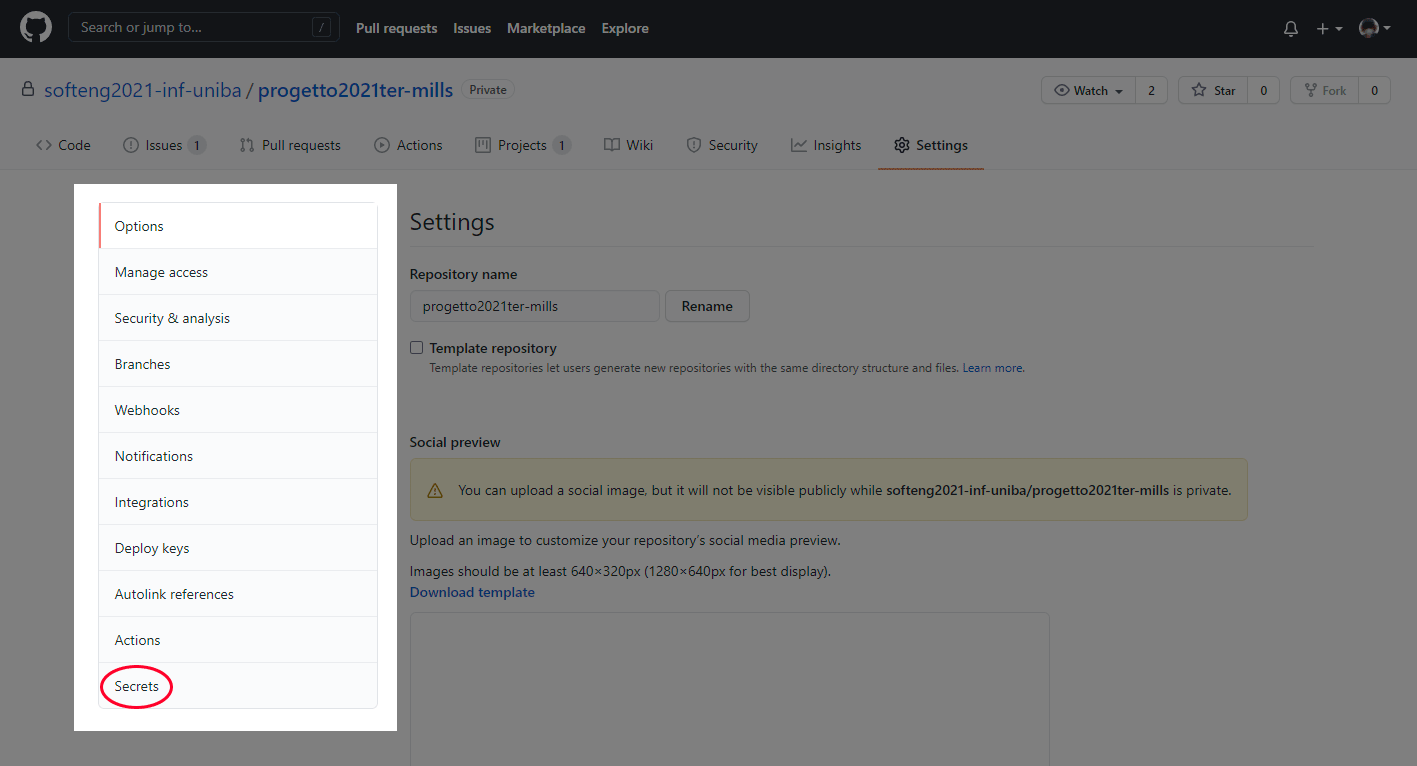 Search or jump to... /
Pull requests Issues Marketplace Explore
softeng2021-inf-uniba / progetto2021ter-mills Private
Watch 2 Star 0 Fork 0
Code Issues 1 Pull requests Actions Projects 1 Wiki Security Insights Settings
Options
Manage access
Security & analysis
Branches
Webhooks
Notifications
Integrations
Deploy keys
Autolink references
Actions
Secrets
Settings
Repository name
progetto2021ter-mills Rename
Template repository
Template repositories let users generate new repositories with the same directory structure and files. Learn more.
Social preview
You can upload a social image, but it will not be visible publicly while softeng2021-inf-uniba/progetto2021ter-mills is private.
Upload an image to customize your repository's social media preview.
Images should be at least 640×320px (1280×640px for best display).
Download template